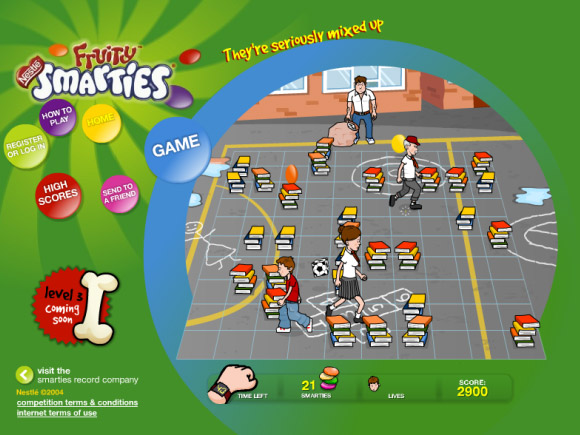 They're seriously mixed up
Nestlé
Fruity
SMARTIES
HOW TO
PLAY
HOME
REGISTER
OR LOG IN
GAME
HIGH
SCORES
SEND TO
A FRIEND
level 3
coming
soon
visit the
smarties record company
Nestlé ©2004
competition terms & conditions
internet terms of use
TIME LEFT
21
SMARTIES
LIVES
SCORE:
2900